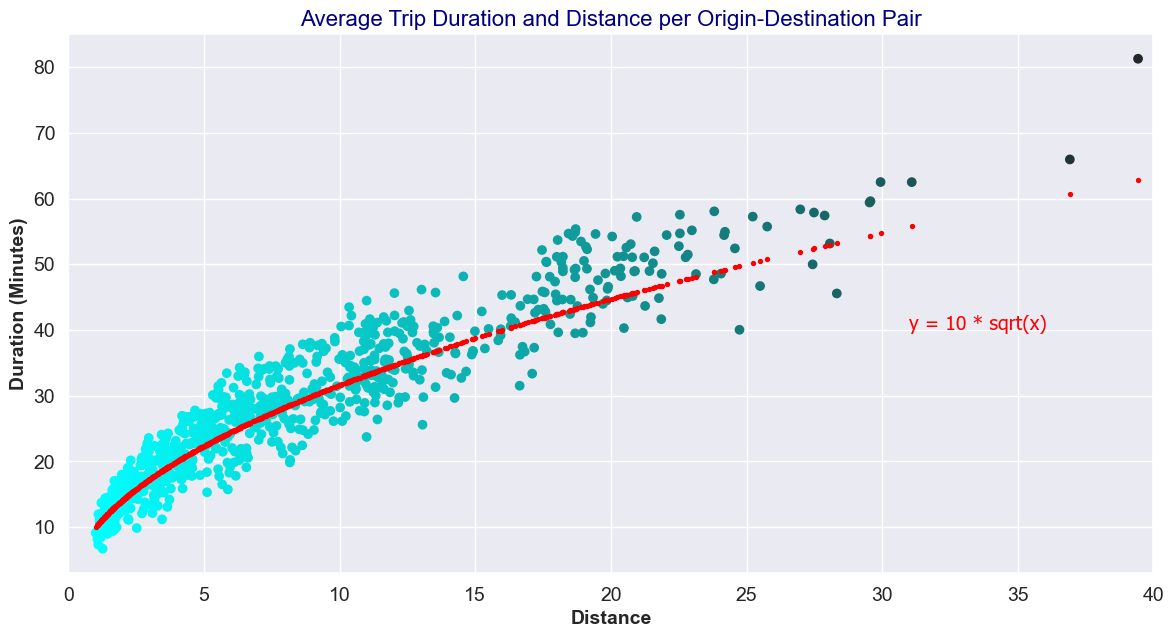 Average Trip Duration and Distance per Origin-Destination Pair
Duration (Minutes)
80
70
60
50
40
30
20
10
y = 10 * sqrt(x)
0 5 10 15 20 25 30 35 40
Distance